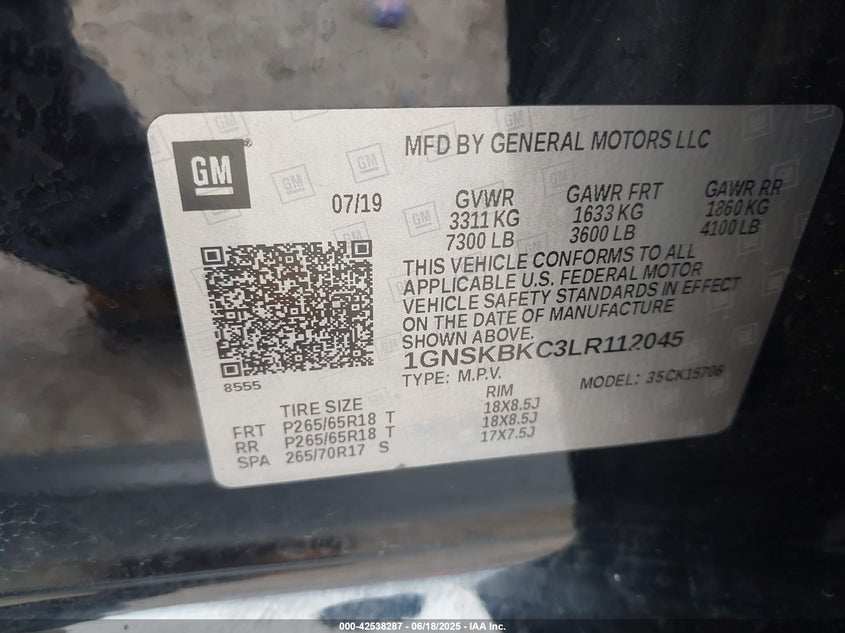 GM
MFD BY GENERAL MOTORS LLC
07/19
GVWR GAWR FRT GAWR RR
3311 KG 1633 KG 1860 KG
7300 LB 3600 LB 4100 LB
THIS VEHICLE CONFORMS TO ALL
APPLICABLE U.S. FEDERAL MOTOR
VEHICLE SAFETY STANDARDS IN EFFECT
ON THE DATE OF MANUFACTURE
SHOWN ABOVE.
1GNSKBKC3LR112045
8555
TYPE: M.P.V. MODEL: 35CK15706
TIRE SIZE RIM
FRT P265/65R18 T 18X8.5J
RR P265/65R18 T 18X8.5J
SPA 265/70R17 S 17X7.5J
000-42538287 - 06/18/2025 - IAA Inc.